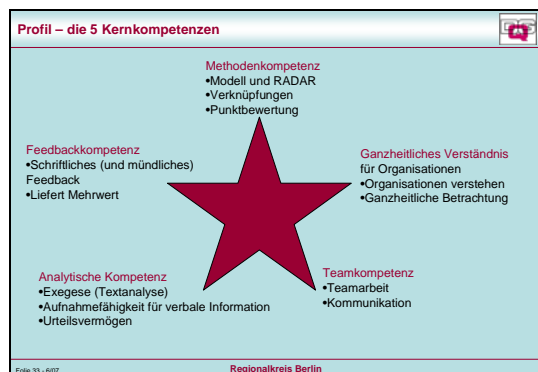 Profil – die 5 Kernkompetenzen
DGQ
Methodenkompetenz
•Modell und RADAR
•Verknüpfungen
•Punktbewertung
Feedbackkompetenz
•Schriftliches (und mündliches)
Feedback
•Liefert Mehrwert
Ganzheitliches Verständnis
für Organisationen
•Organisationen verstehen
•Ganzheitliche Betrachtung
Analytische Kompetenz
•Exegese (Textanalyse)
•Aufnahmefähigkeit für verbale Information
•Urteilsvermögen
Teamkompetenz
•Teamarbeit
•Kommunikation
Folie 33 - 6/07
Regionalkreis Berlin